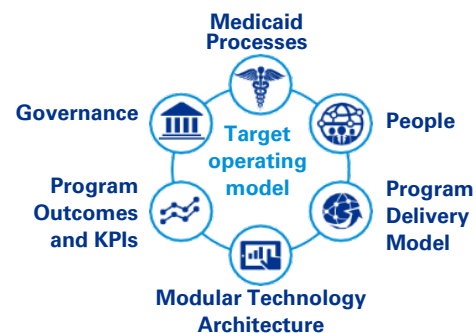 Medicaid
Processes
Governance
People
Target
operating
model
Program
Outcomes
and KPIs
Program
Delivery
Model
Modular Technology
Architecture